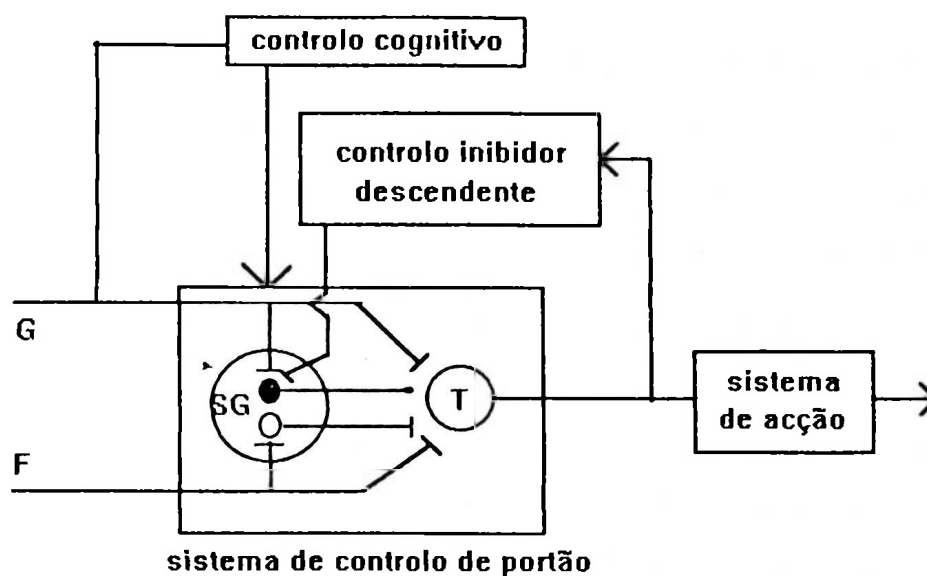 controlo cognitivo
controlo inibidor
descendente
G
SG
T
F
sistema
de acção
sistema de controlo de portão